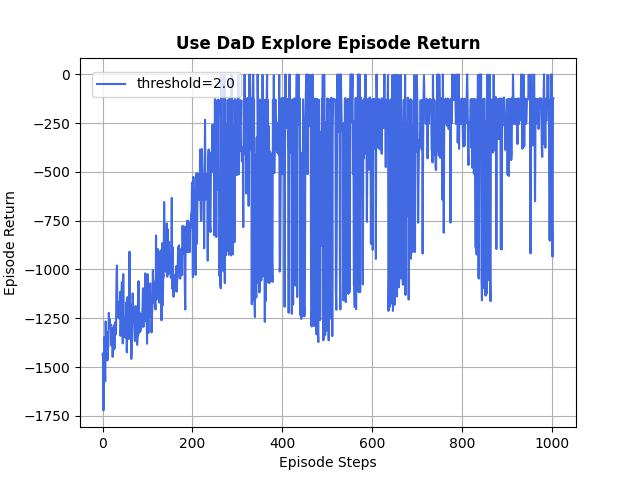 Use DaD Explore Episode Return
threshold=2.0
0
−250
−500
−750
−1000
−1250
−1500
−1750
Episode Return
0 200 400 600 800 1000
Episode Steps